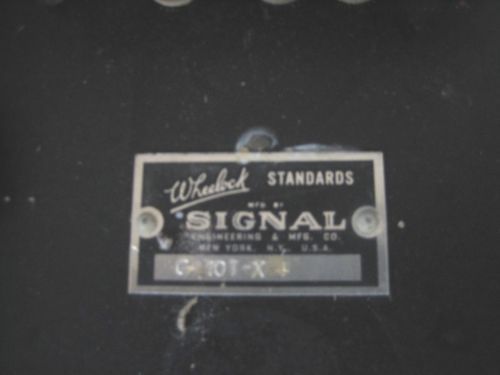 Wheelock STANDARDS
MFD BY
SIGNAL
ENGINEERING & MFG. CO.
NEW YORK, N.Y., U.S.A.